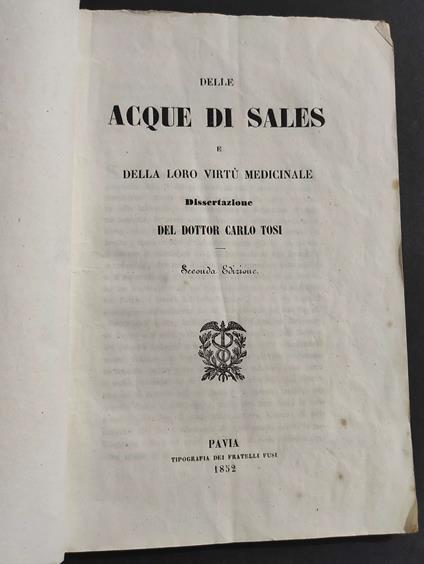 DELLE
ACQUE DI SALES
E
DELLA LORO VIRTÙ MEDICINALE
Dissertazione
DEL DOTTOR CARLO TOSI
Seconda Edizione.
PAVIA
TIPOGRAFIA DEI FRATELLI FUSI
1852